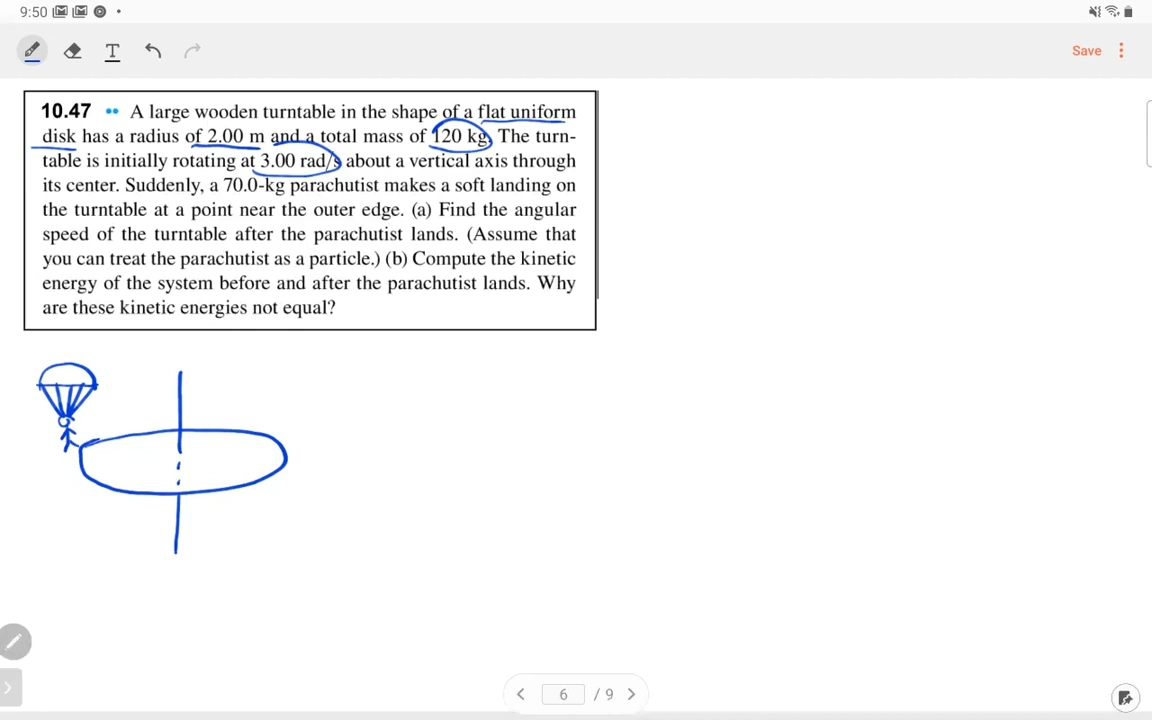 9:50
Save
10.47 •• A large wooden turntable in the shape of a flat uniform
disk has a radius of 2.00 m and a total mass of 120 kg. The turn-
table is initially rotating at 3.00 rad/s about a vertical axis through
its center. Suddenly, a 70.0-kg parachutist makes a soft landing on
the turntable at a point near the outer edge. (a) Find the angular
speed of the turntable after the parachutist lands. (Assume that
you can treat the parachutist as a particle.) (b) Compute the kinetic
energy of the system before and after the parachutist lands. Why
are these kinetic energies not equal?
6 / 9